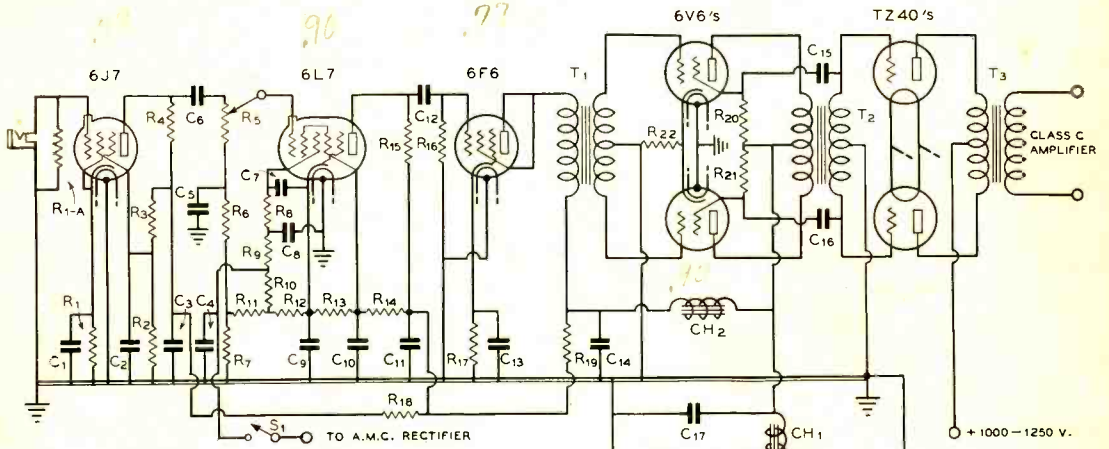 77
6V6's
TZ40's
6J7
6L7
6F6
T1
C15
T3
R4
C6
R5
C12
R15
R16
R22
R20
T2
CLASS C
AMPLIFIER
R1-A
C5
C7
R3
R6
R8
R21
C8
R9
C16
R10
R1
C3
C4
R11
R12
R13
R14
CH2
C1
R2
C2
R7
C9
C10
C11
R17
C13
R19
C14
R18
S1
TO A.M.C. RECTIFIER
C17
CH1
+1000-1250 V.